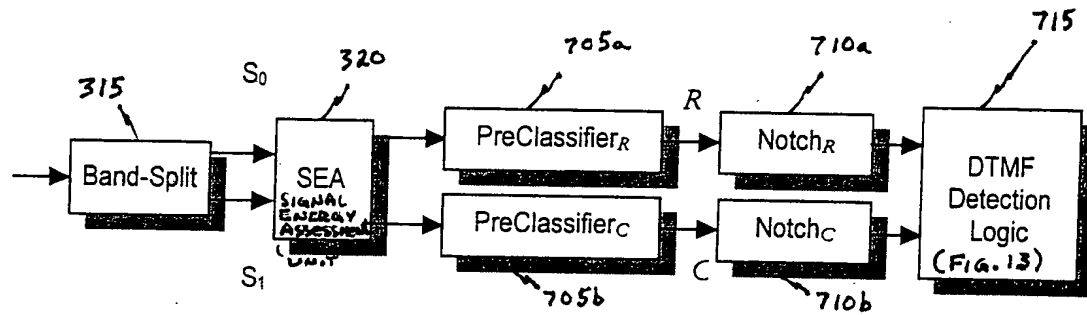 705a
710a
715
320
S0
315
R
Band-Split
SEA
SIGNAL
ENERGY
ASSESSMENT
UNIT
PreClassifierR
NotchR
DTMF
Detection
Logic
(FIG. 13)
PreClassifierC
NotchC
S1
C
705b
710b